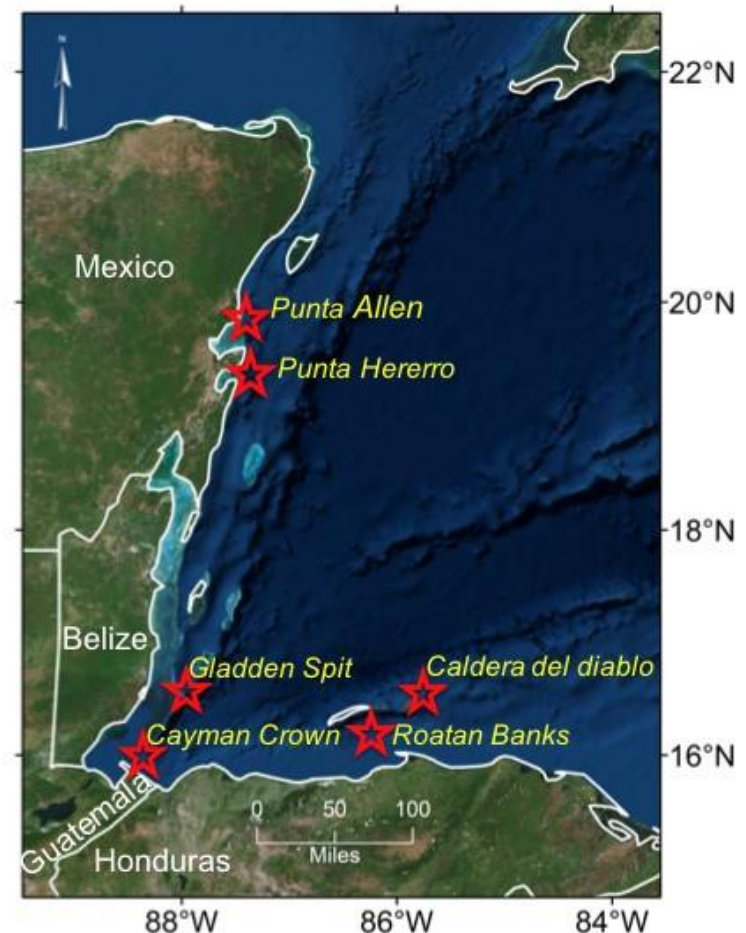 N
22°N
Mexico
20°N
Punta Allen
Punta Hererro
18°N
Belize
Gladden Spit
Caldera del diablo
Cayman Crown
Roatan Banks
16°N
Guatemala
0 50 100
Miles
Honduras
88°W 86°W 84°W